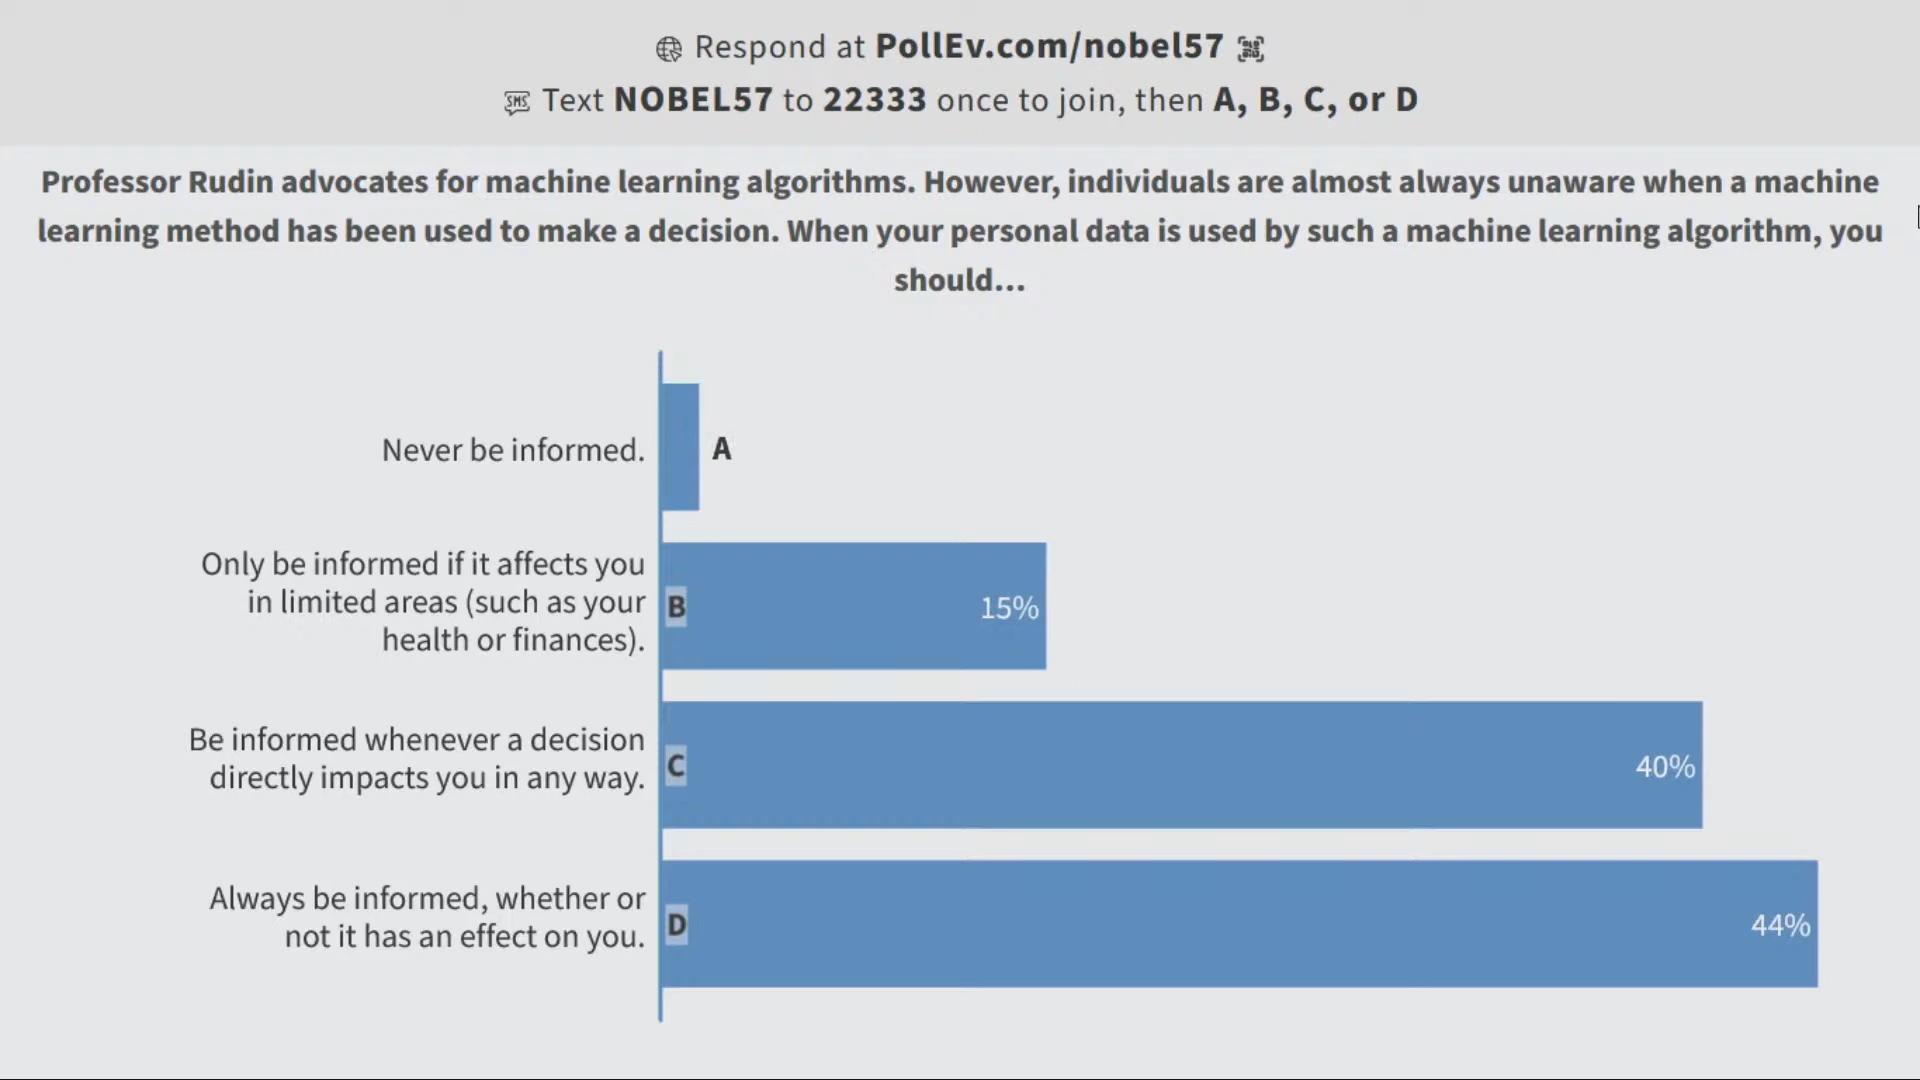 Respond at PollEv.com/nobel57
Text NOBEL57 to 22333 once to join, then A, B, C, or D
Professor Rudin advocates for machine learning algorithms. However, individuals are almost always unaware when a machine
learning method has been used to make a decision. When your personal data is used by such a machine learning algorithm, you
should...
Never be informed.
A
Only be informed if it affects you
in limited areas (such as your
health or finances).
B
15%
Be informed whenever a decision
directly impacts you in any way.
C
40%
Always be informed, whether or
not it has an effect on you.
D
44%